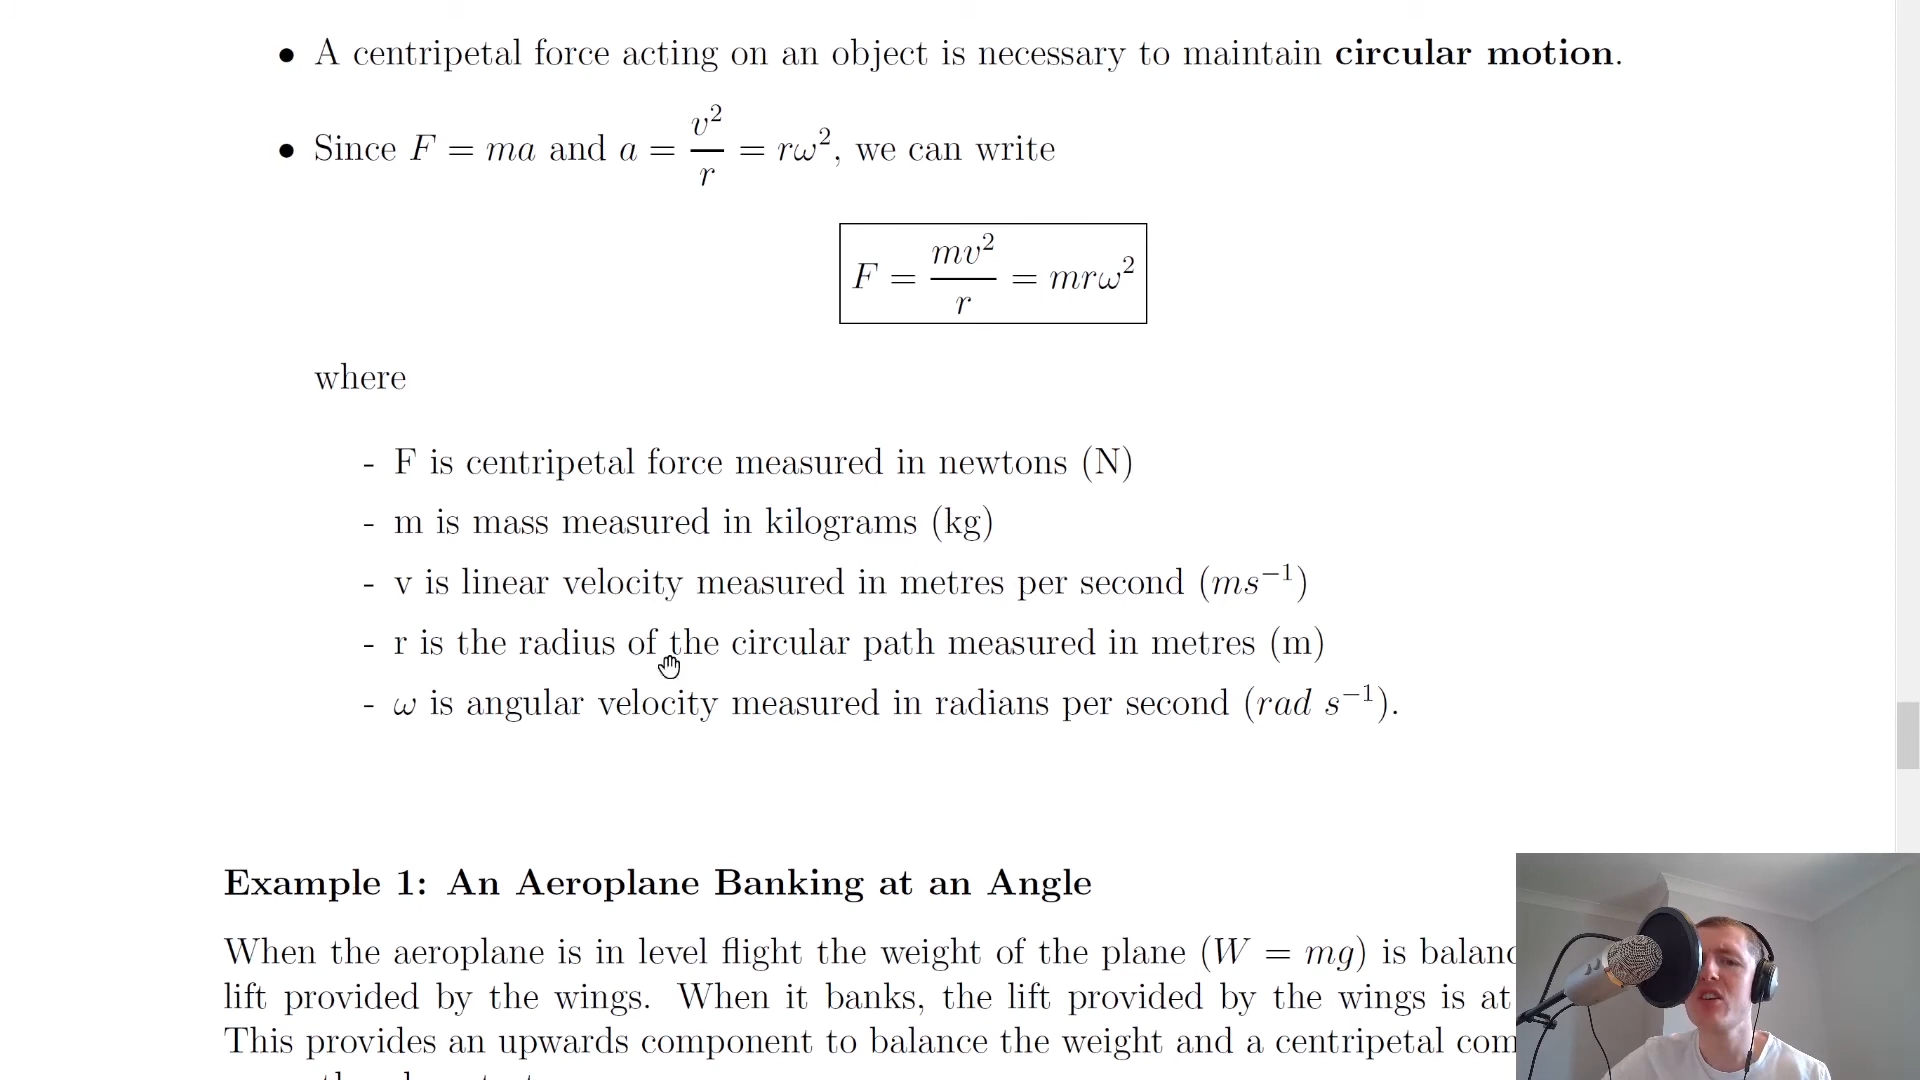 • A centripetal force acting on an object is necessary to maintain circular motion.
• Since F = ma and a = v²/r = rω², we can write
F = mv²/r = mrω²
where
- F is centripetal force measured in newtons (N)
- m is mass measured in kilograms (kg)
- v is linear velocity measured in metres per second (ms⁻¹)
- r is the radius of the circular path measured in metres (m)
- ω is angular velocity measured in radians per second (rad s⁻¹).
Example 1: An Aeroplane Banking at an Angle
When the aeroplane is in level flight the weight of the plane (W = mg) is balanc
lift provided by the wings. When it banks, the lift provided by the wings is at
This provides an upwards component to balance the weight and a centripetal com